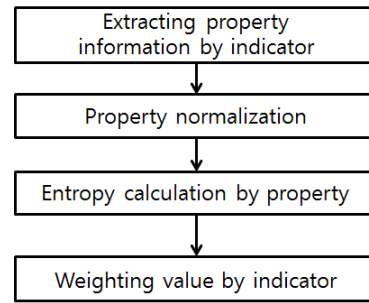 Extracting property
information by indicator
Property normalization
Entropy calculation by property
Weighting value by indicator